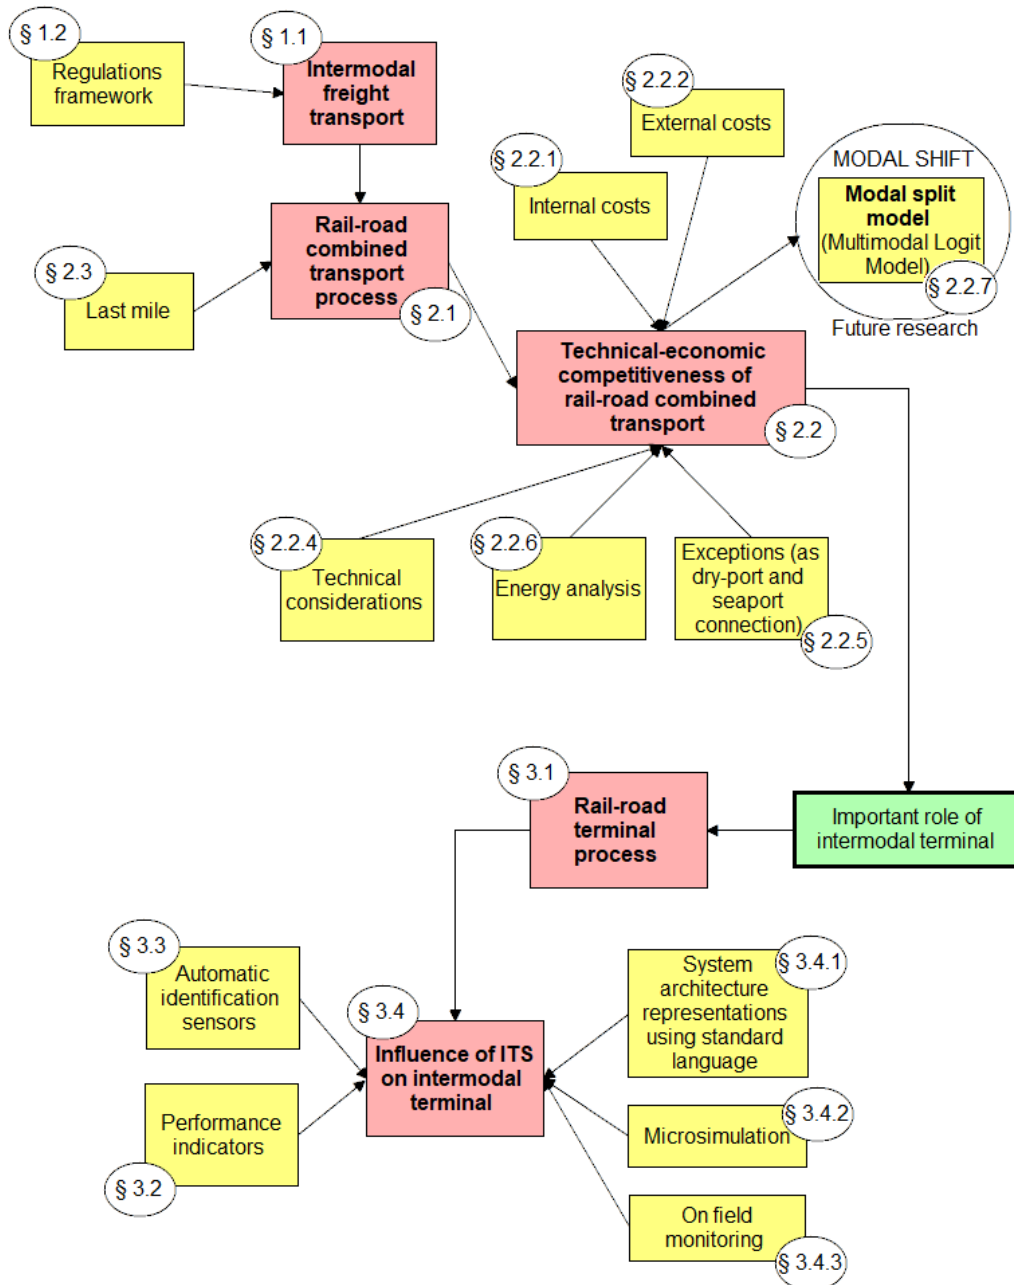 § 1.2
Regulations
framework
§ 1.1
Intermodal
freight
transport
§ 2.2.2
External costs
§ 2.2.1
Internal costs
MODAL SHIFT
Modal split
model
(Multimodal Logit
Model)
§ 2.2.7
Future research
Rail-road
combined
transport
process
§ 2.1
§ 2.3
Last mile
Technical-economic
competitiveness of
rail-road combined
transport
§ 2.2
§ 2.2.4
Technical
considerations
§ 2.2.6
Energy analysis
Exceptions (as
dry-port and
seaport
connection)
§ 2.2.5
§ 3.1
Rail-road
terminal
process
Important role of
intermodal terminal
§ 3.3
Automatic
identification
sensors
§ 3.4
Influence of ITS
on intermodal
terminal
Performance
indicators
§ 3.2
§ 3.4.1
System
architecture
representations
using standard
language
§ 3.4.2
Microsimulation
On field
monitoring
§ 3.4.3